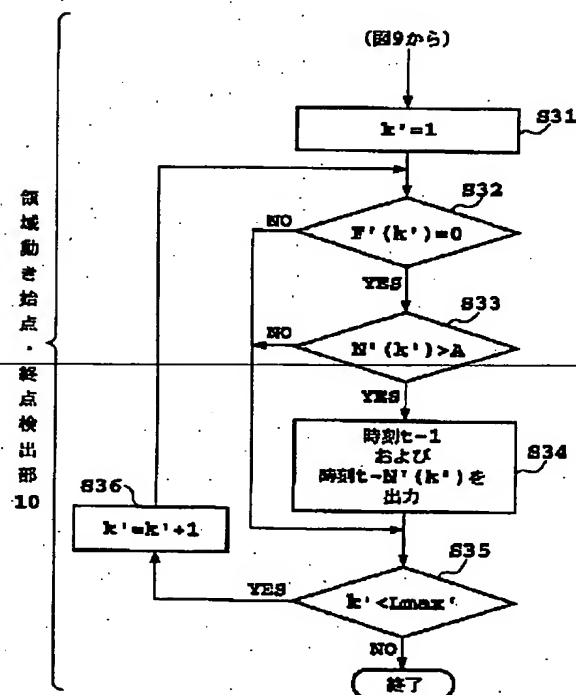 (図9から)
S31
k'=1
S32
F'(k')=0
NO
YES
S33
N'(k')>A
NO
YES
S34
時刻t-1
および
時刻t-N'(k')を
出力
S35
k'<Lmax'
YES
NO
S36
k'=k'+1
終了
領域動き始点・終点検出部10